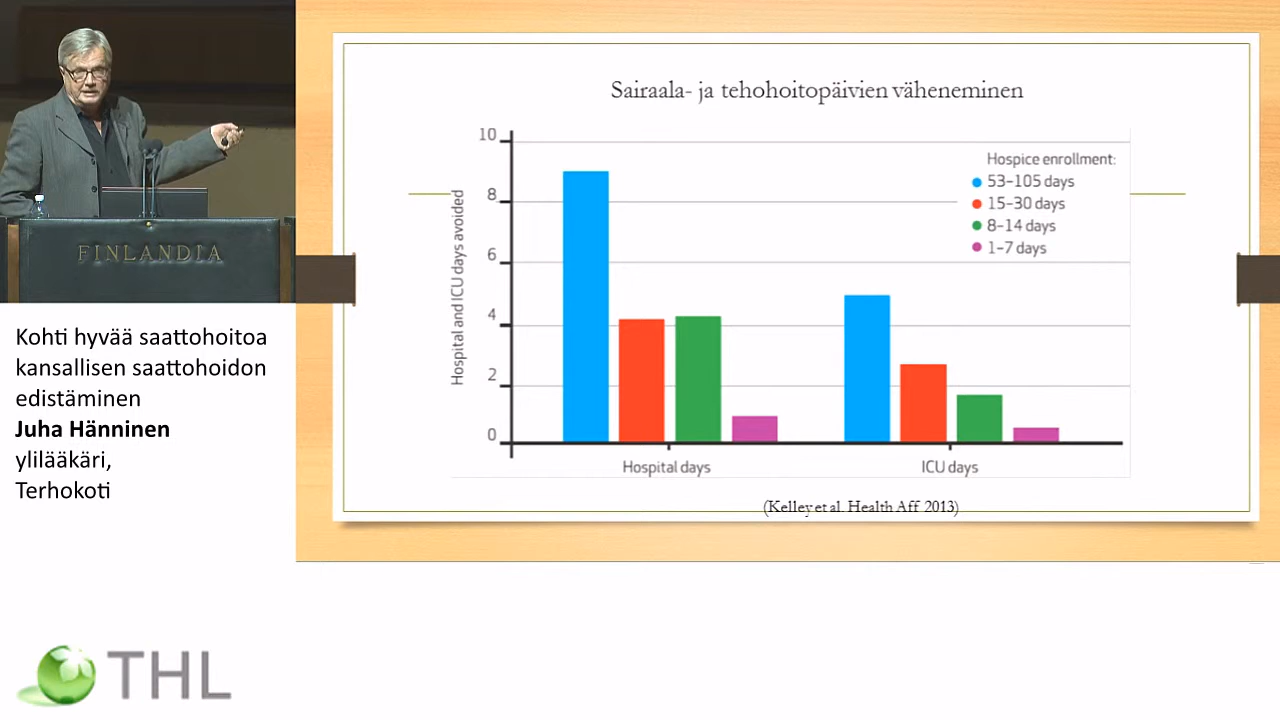 FINLANDIA
Kohti hyvää saattohoitoa
kansallisen saattohoidon
edistäminen
Juha Hänninen
ylilääkäri,
Terhokoti
THL
Sairaala- ja tehohoitopäivien väheneminen
Hospital and ICU days avoided
10
8
6
4
2
0
Hospice enrollment:
53–105 days
15–30 days
8–14 days
1–7 days
Hospital days
ICU days
(Kelley et al. Health Aff 2013)